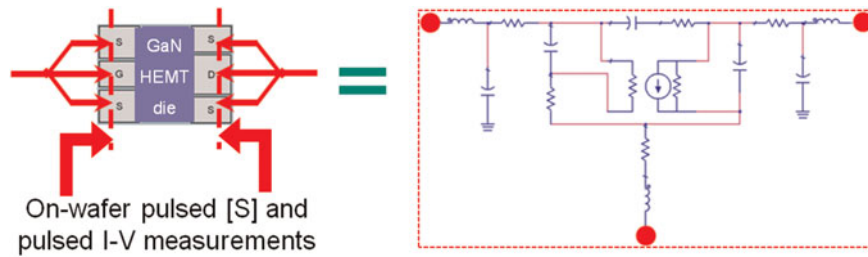 S GaN S
G HEMT D
S die S
On-wafer pulsed [S] and
pulsed I-V measurements